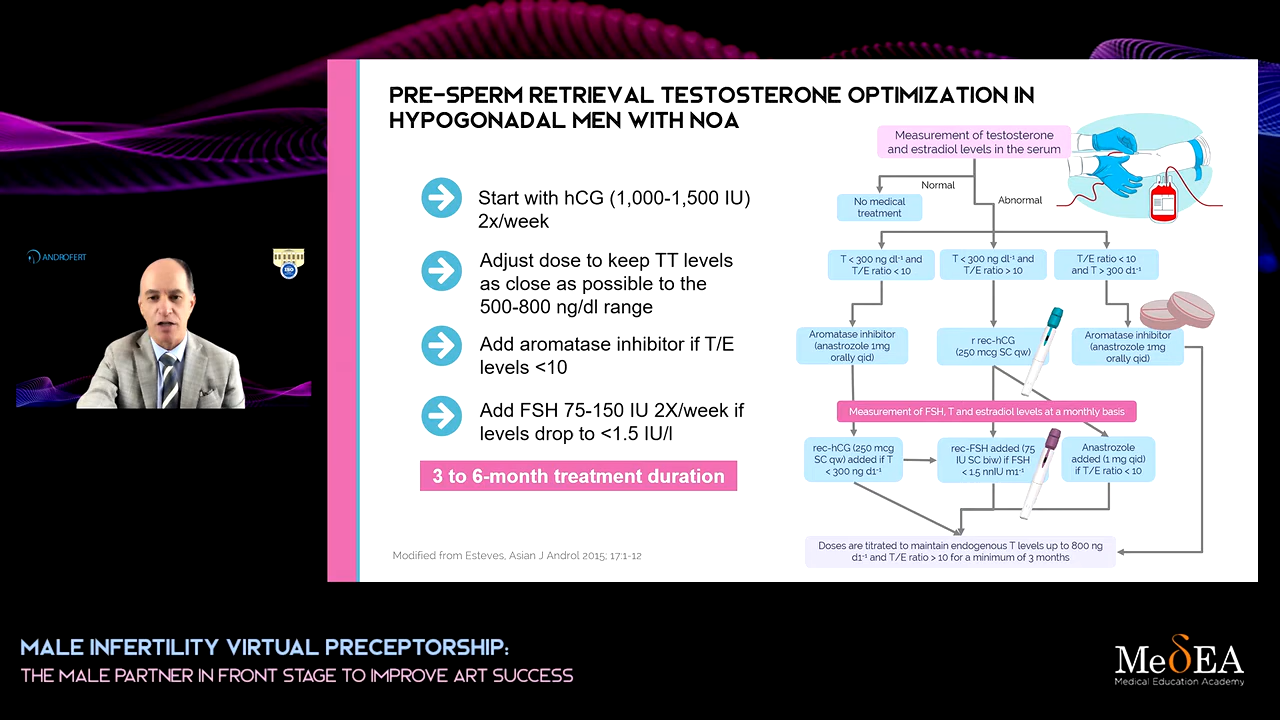 PRE-SPERM RETRIEVAL TESTOSTERONE OPTIMIZATION IN
HYPOGONADAL MEN WITH NOA
Start with hCG (1,000-1,500 IU)
2x/week
Adjust dose to keep TT levels
as close as possible to the
500-800 ng/dl range
Add aromatase inhibitor if T/E
levels <10
Add FSH 75-150 IU 2X/week if
levels drop to <1.5 IU/l
3 to 6-month treatment duration
Modified from Esteves, Asian J Androl 2015; 17:1-12
Measurement of testosterone
and estradiol levels in the serum
Normal
Abnormal
No medical
treatment
T < 300 ng dl⁻¹ and
T/E ratio < 10
T < 300 ng dl⁻¹ and
T/E ratio > 10
T/E ratio < 10
and T > 300 d1⁻¹
Aromatase inhibitor
(anastrozole 1mg
orally qid)
r rec-hCG
(250 mcg SC qw)
Aromatase inhibitor
(anastrozole 1mg
orally qid)
Measurement of FSH, T and estradiol levels at a monthly basis
rec-hCG (250 mcg
SC qw) added if T
< 300 ng d1⁻¹
rec-FSH added (75
IU SC biw) if FSH
< 1.5 nnlU m1⁻¹
Anastrozole
added (1 mg qid)
if T/E ratio < 10
Doses are titrated to maintain endogenous T levels up to 800 ng
d1⁻¹ and T/E ratio > 10 for a minimum of 3 months
ANDROFERT
ISO
MALE INFERTILITY VIRTUAL PRECEPTORSHIP:
THE MALE PARTNER IN FRONT STAGE TO IMPROVE ART SUCCESS
MeδEA
Medical Education Academy